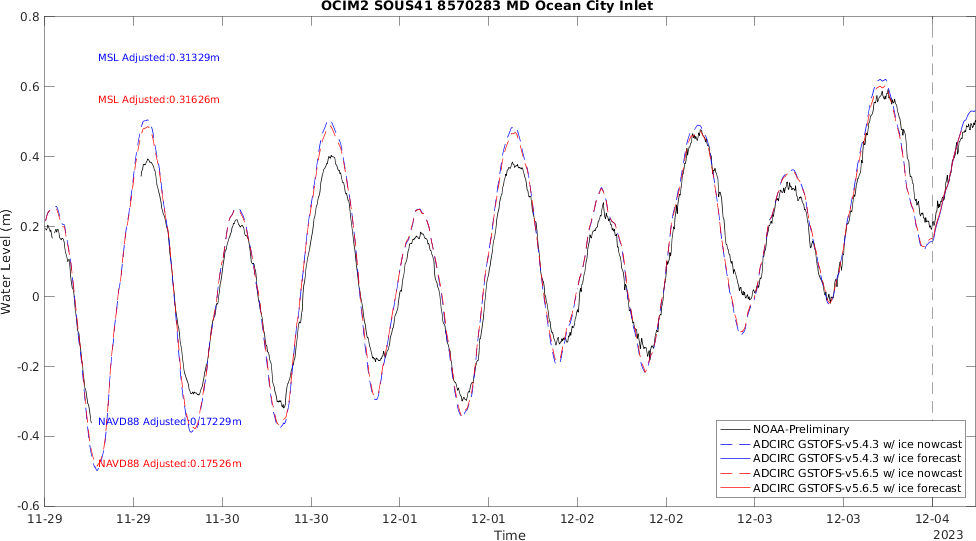 OCIM2 SOUS41 8570283 MD Ocean City Inlet
0.8
0.6
0.4
0.2
0
-0.2
-0.4
-0.6
Water Level (m)
MSL Adjusted:0.31329m
MSL Adjusted:0.31626m
NAVD88 Adjusted:0.17229m
NAVD88 Adjusted:0.17526m
NOAA-Preliminary
ADCIRC GSTOFS-v5.4.3 w/ ice nowcast
ADCIRC GSTOFS-v5.4.3 w/ ice forecast
ADCIRC GSTOFS-v5.6.5 w/ ice nowcast
ADCIRC GSTOFS-v5.6.5 w/ ice forecast
11-29 11-29 11-30 11-30 12-01 12-01 12-02 12-02 12-03 12-03 12-04
Time
2023